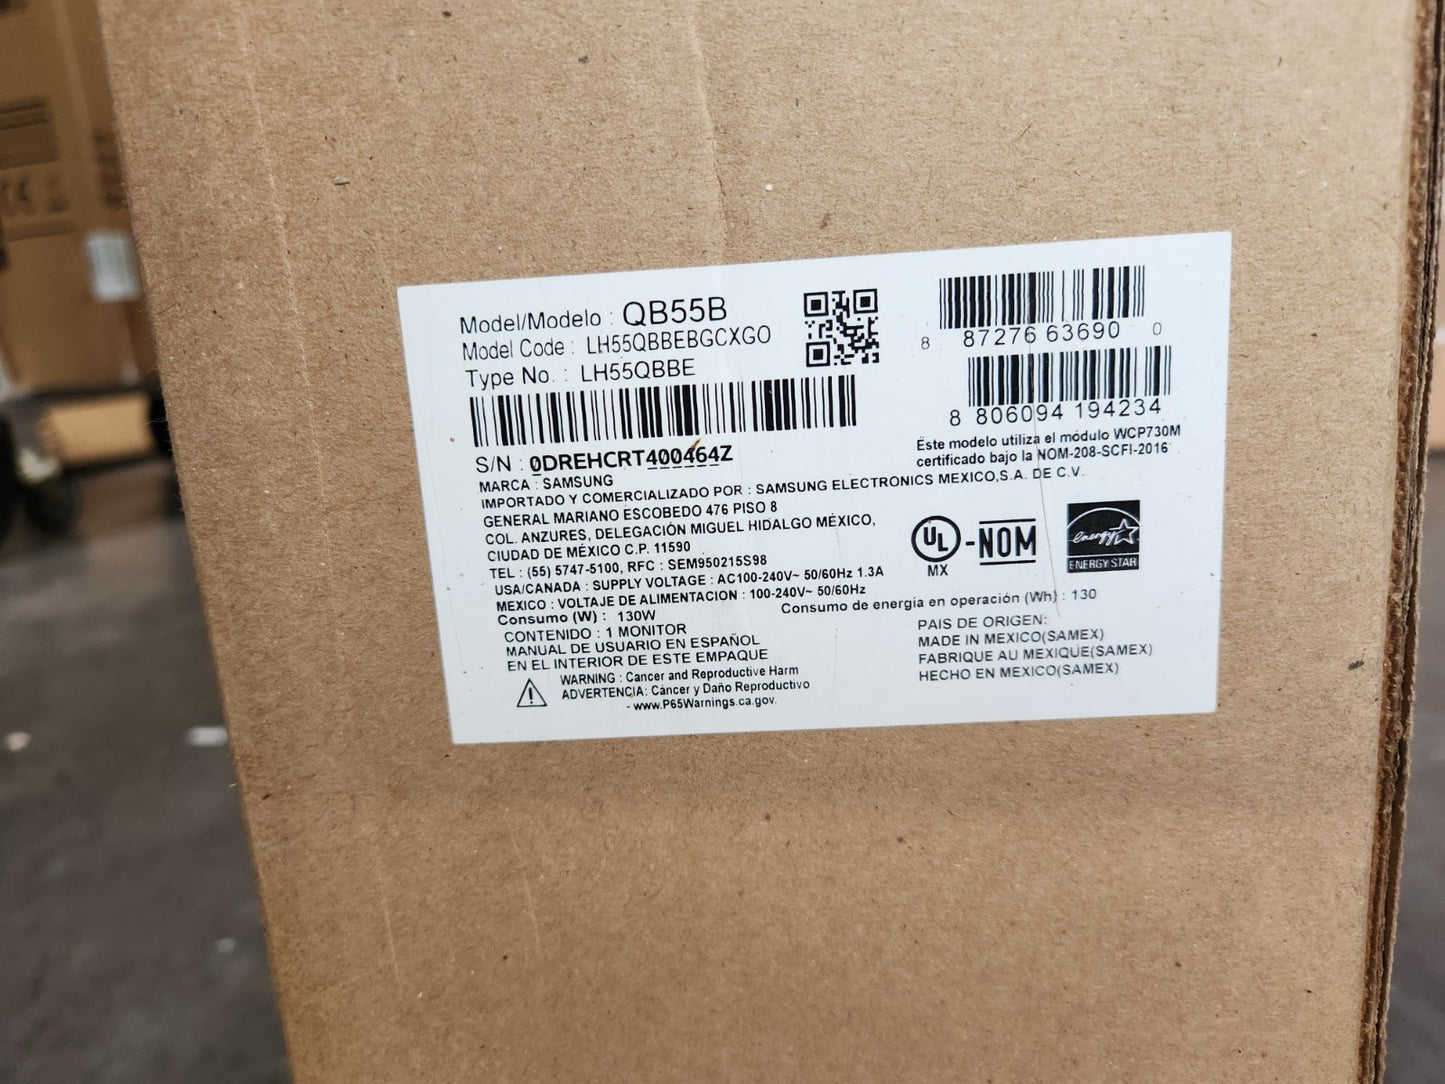 Model/Modelo : QB55B
Model Code : LH55QBBEBGCXGO
Type No. : LH55QBBE
S/N : 0DREHCRT400464Z
MARCA : SAMSUNG
IMPORTADO Y COMERCIALIZADO POR : SAMSUNG ELECTRONICS MEXICO,S.A. DE C.V.
GENERAL MARIANO ESCOBEDO 476 PISO 8
COL. ANZURES, DELEGACIÓN MIGUEL HIDALGO MÉXICO,
CIUDAD DE MÉXICO C.P. 11590
TEL : (55) 5747-5100, RFC : SEM950215S98
USA/CANADA : SUPPLY VOLTAGE : AC100-240V~ 50/60Hz 1.3A
MEXICO : VOLTAJE DE ALIMENTACION : 100-240V~ 50/60Hz
Consumo (W) : 130W
Consumo de energia en operación (Wh) : 130
CONTENIDO : 1 MONITOR
MANUAL DE USUARIO EN ESPAÑOL
EN EL INTERIOR DE ESTE EMPAQUE
WARNING : Cancer and Reproductive Harm
ADVERTENCIA: Cáncer y Daño Reproductivo
- www.P65Warnings.ca.gov.
8 87276 63690 0
8 806094 194234
Este modelo utiliza el módulo WCP730M
certificado bajo la NOM-208-SCFI-2016
UL
MX
-NOM
energy
ENERGY STAR
PAIS DE ORIGEN:
MADE IN MEXICO(SAMEX)
FABRIQUE AU MEXIQUE(SAMEX)
HECHO EN MEXICO(SAMEX)